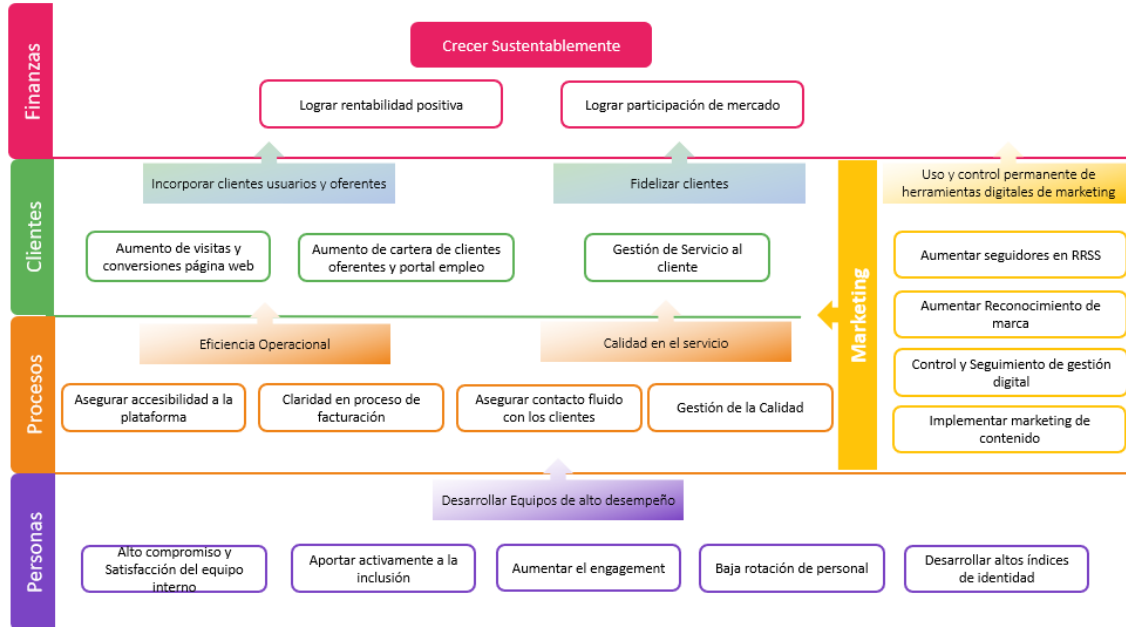 Finanzas
Crecer Sustentablemente
Lograr rentabilidad positiva
Lograr participación de mercado
Clientes
Incorporar clientes usuarios y oferentes
Fidelizar clientes
Aumento de visitas y
conversiones página web
Aumento de cartera de clientes
oferentes y portal empleo
Gestión de Servicio al
cliente
Marketing
Uso y control permanente de
herramientas digitales de marketing
Aumentar seguidores en RRSS
Aumentar Reconocimiento de
marca
Control y Seguimiento de gestión
digital
Implementar marketing de
contenido
Procesos
Eficiencia Operacional
Calidad en el servicio
Asegurar accesibilidad a la
plataforma
Claridad en proceso de
facturación
Asegurar contacto fluido
con los clientes
Gestión de la Calidad
Personas
Desarrollar Equipos de alto desempeño
Alto compromiso y
Satisfacción del equipo
interno
Aportar activamente a la
inclusión
Aumentar el engagement
Baja rotación de personal
Desarrollar altos índices
de identidad